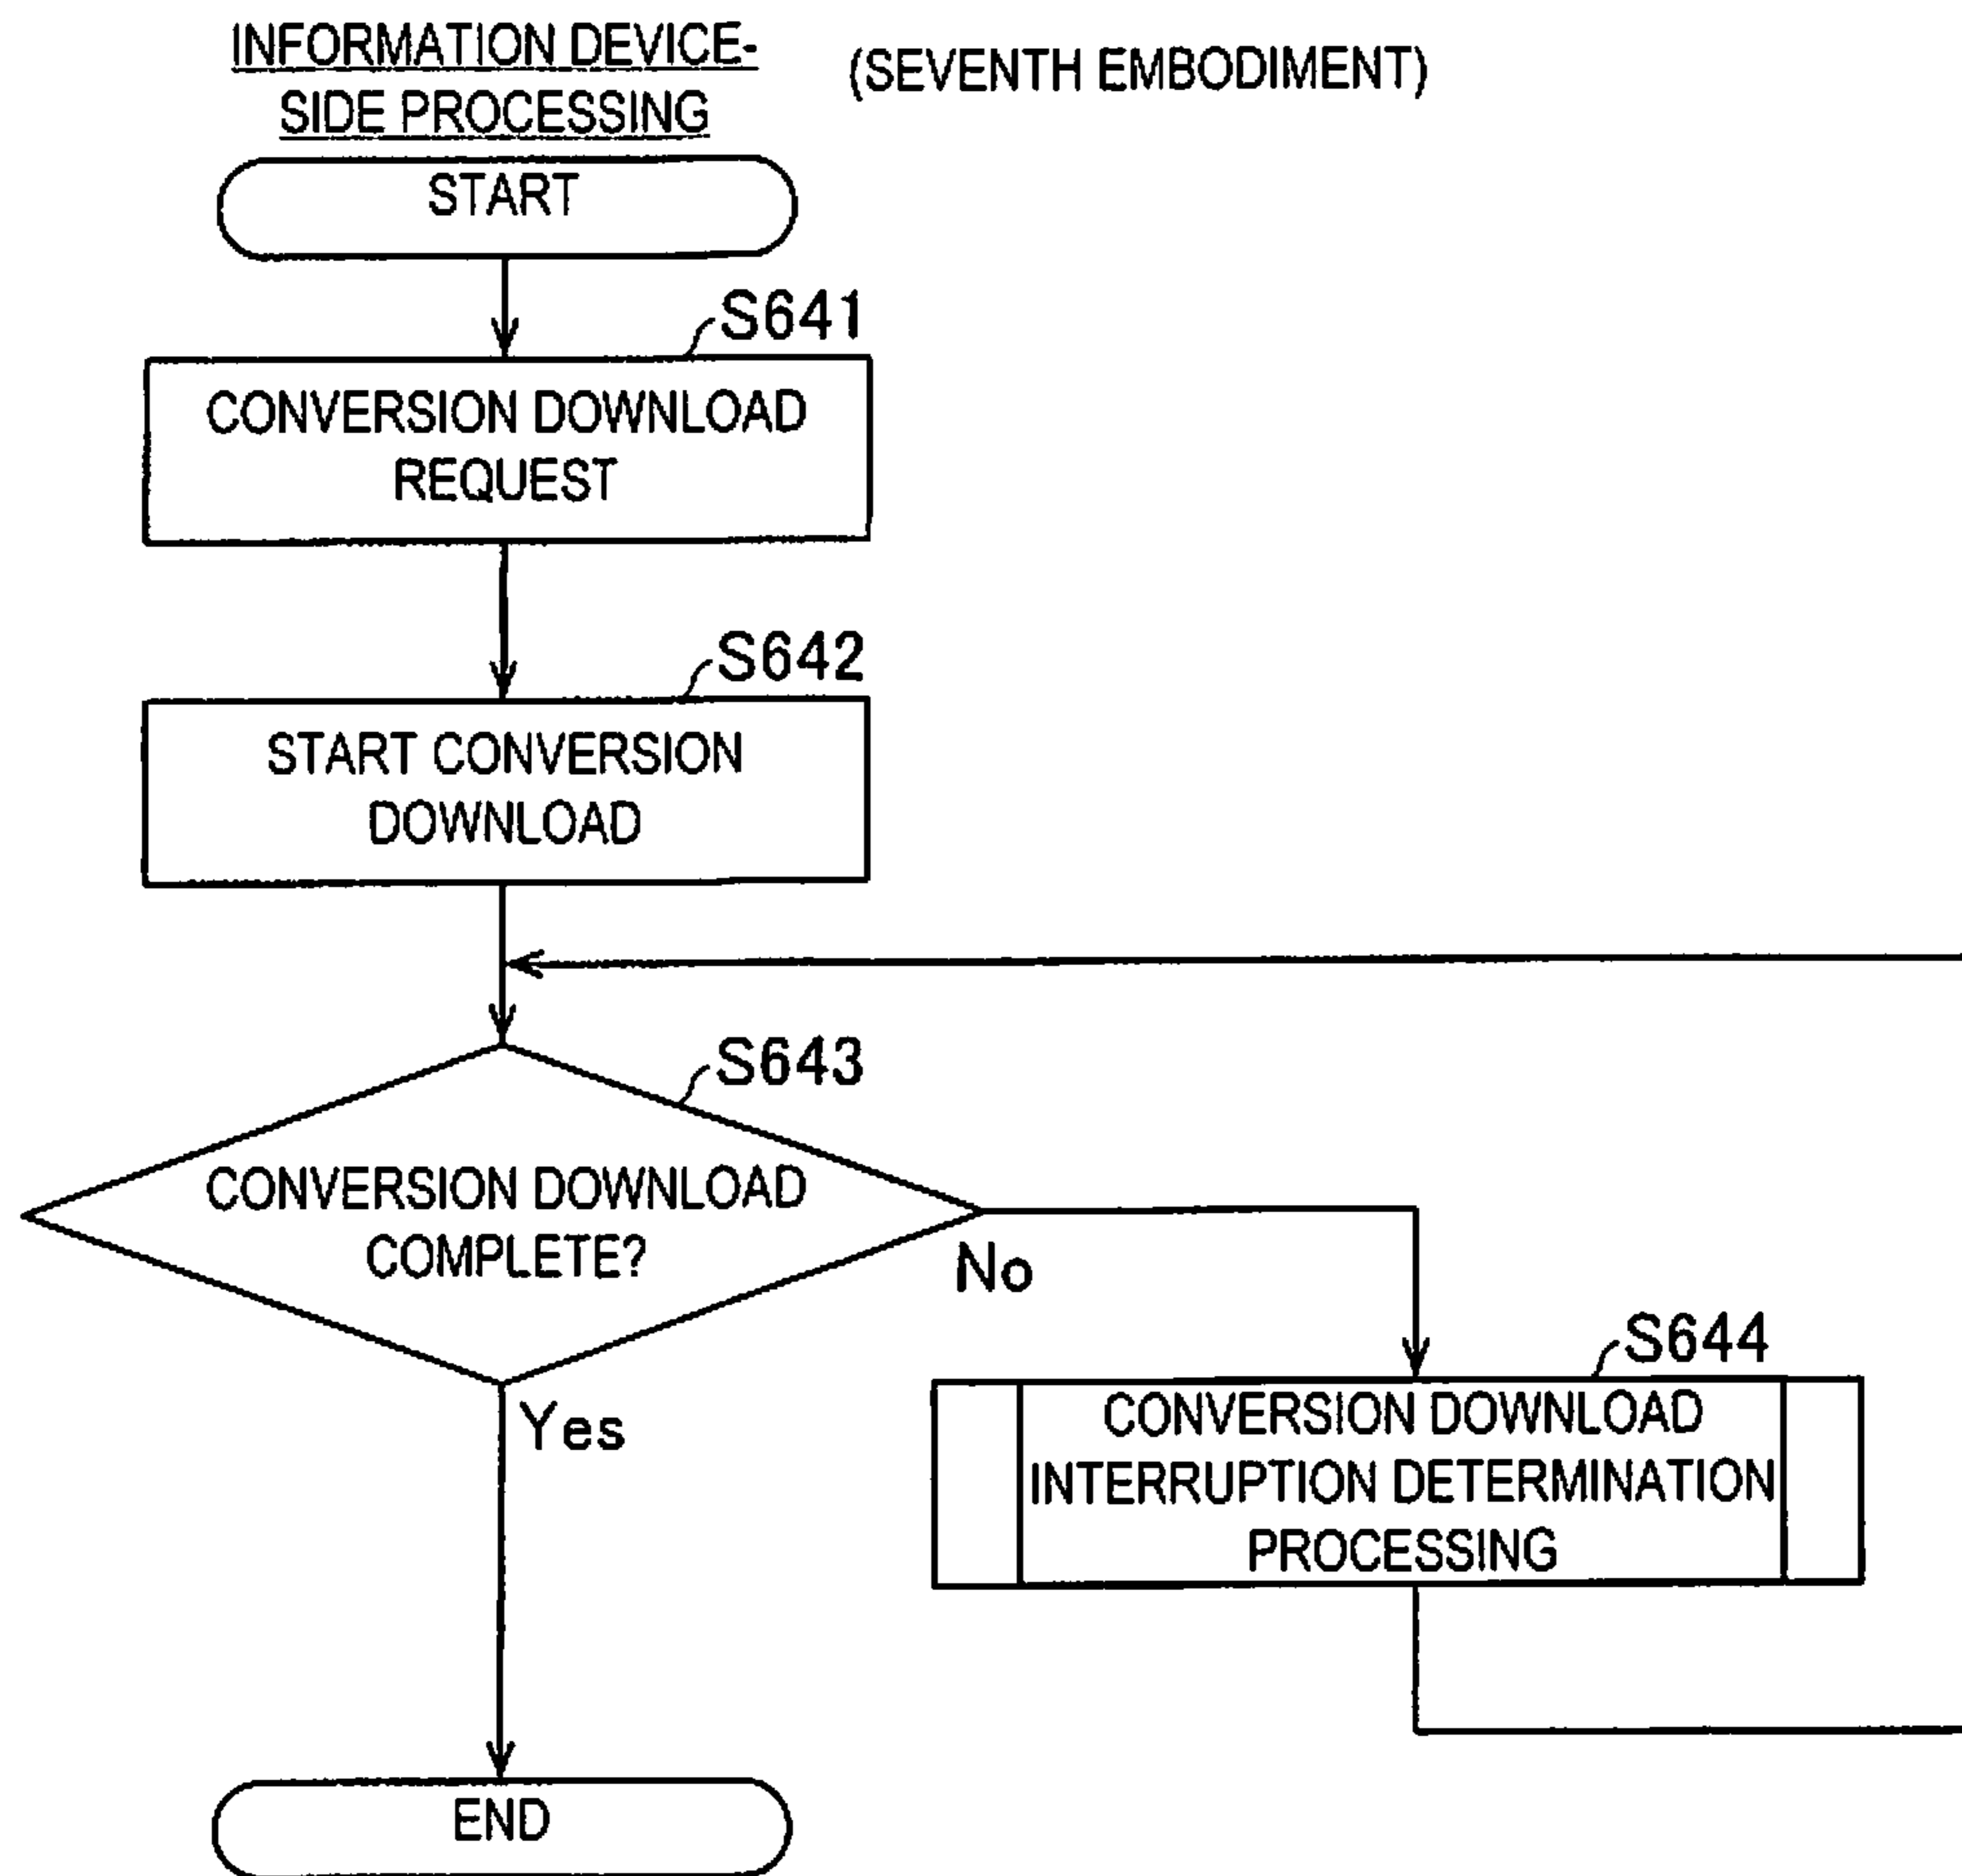 INFORMATION DEVICE-
SIDE PROCESSING
(SEVENTH EMBODIMENT)
START
S641
CONVERSION DOWNLOAD
REQUEST
S642
START CONVERSION
DOWNLOAD
S643
CONVERSION DOWNLOAD
COMPLETE?
No
Yes
S644
CONVERSION DOWNLOAD
INTERRUPTION DETERMINATION
PROCESSING
END